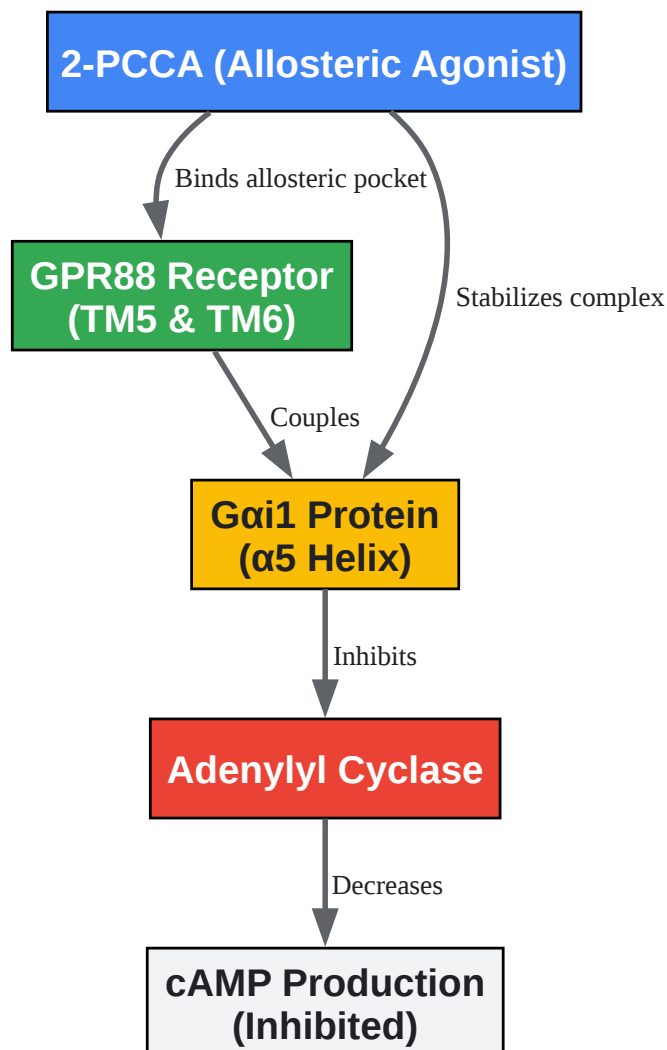 2-PCCA (Allosteric Agonist)
Binds allosteric pocket
GPR88 Receptor
(TM5 & TM6)
Stabilizes complex
Couples
Gαi1 Protein
(α5 Helix)
Inhibits
Adenylyl Cyclase
Decreases
cAMP Production
(Inhibited)